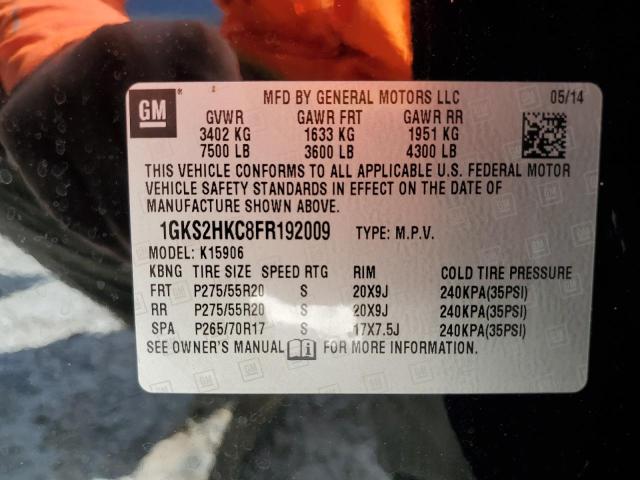 GM ® MFD BY GENERAL MOTORS LLC 05/14
GVWR GAWR FRT GAWR RR
3402 KG 1633 KG 1951 KG
7500 LB 3600 LB 4300 LB
THIS VEHICLE CONFORMS TO ALL APPLICABLE U.S. FEDERAL MOTOR
VEHICLE SAFETY STANDARDS IN EFFECT ON THE DATE OF
MANUFACTURE SHOWN ABOVE.
1GKS2HKC8FR192009 TYPE: M.P.V.
MODEL: K15906
KBNG TIRE SIZE SPEED RTG RIM COLD TIRE PRESSURE
FRT P275/55R20 S 20X9J 240KPA(35PSI)
RR P275/55R20 S 20X9J 240KPA(35PSI)
SPA P265/70R17 S 17X7.5J 240KPA(35PSI)
SEE OWNER'S MANUAL FOR MORE INFORMATION.